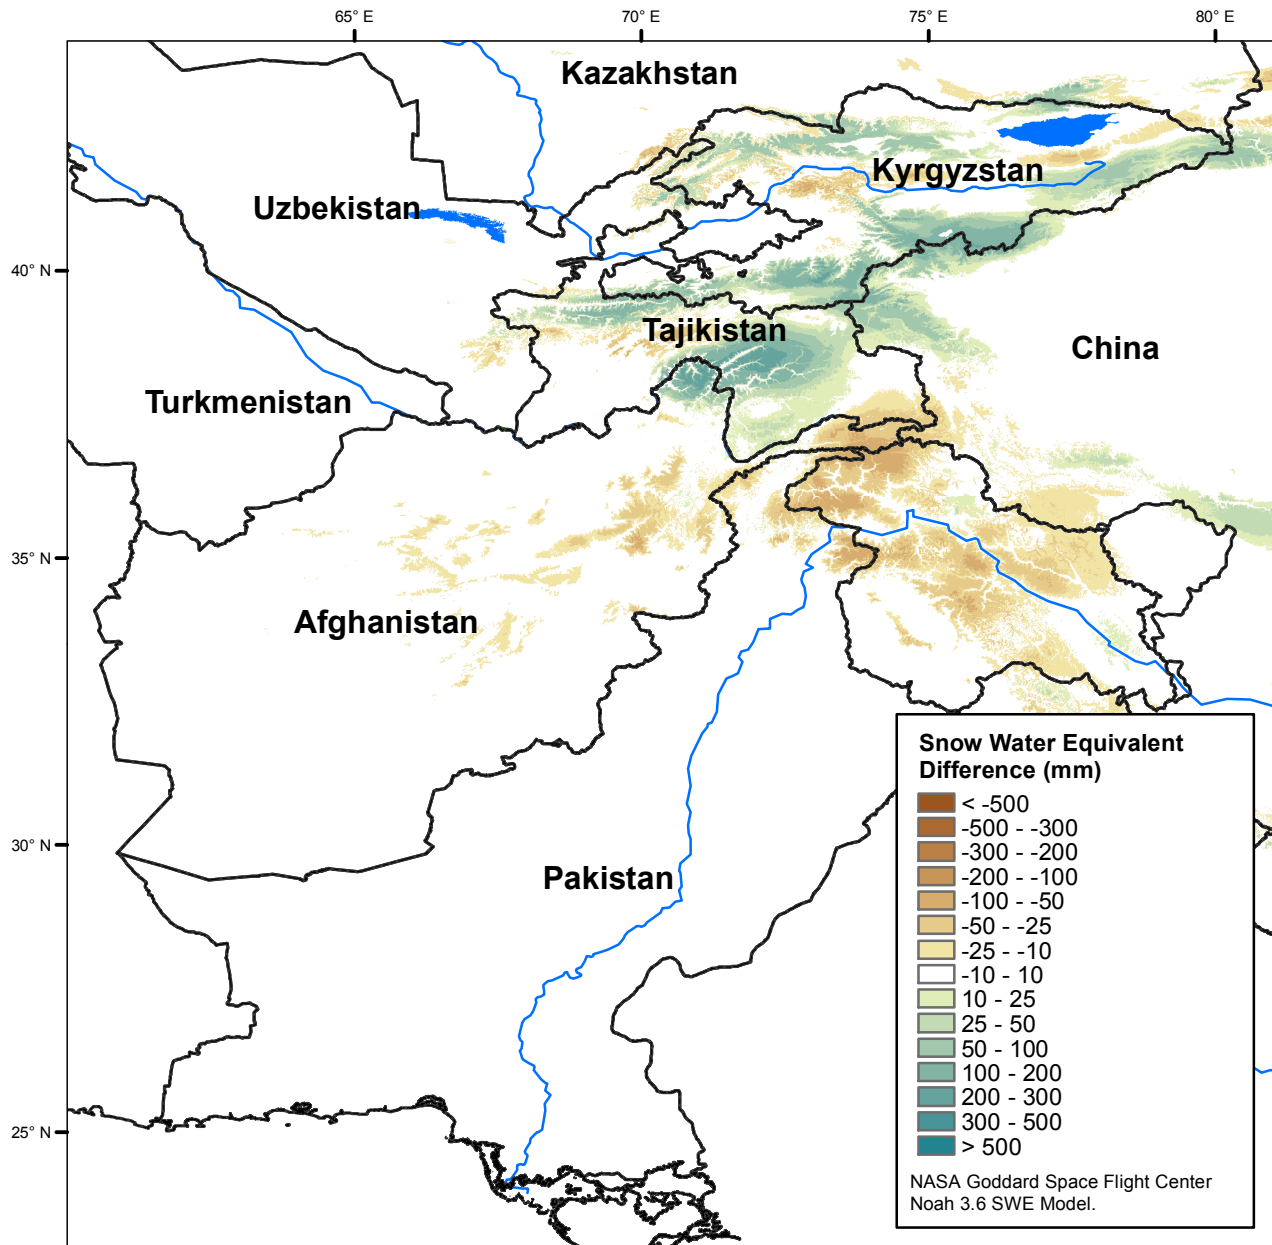 65° E
70° E
75° E
80° E
Kazakhstan
Kyrgyzstan
Uzbekistan
40° N
Tajikistan
China
Turkmenistan
35° N
Afghanistan
Snow Water Equivalent
Difference (mm)
< -500
-500 - -300
-300 - -200
-200 - -100
-100 - -50
-50 - -25
-25 - -10
-10 - 10
10 - 25
25 - 50
50 - 100
100 - 200
200 - 300
300 - 500
> 500
30° N
Pakistan
25° N
NASA Goddard Space Flight Center
Noah 3.6 SWE Model.